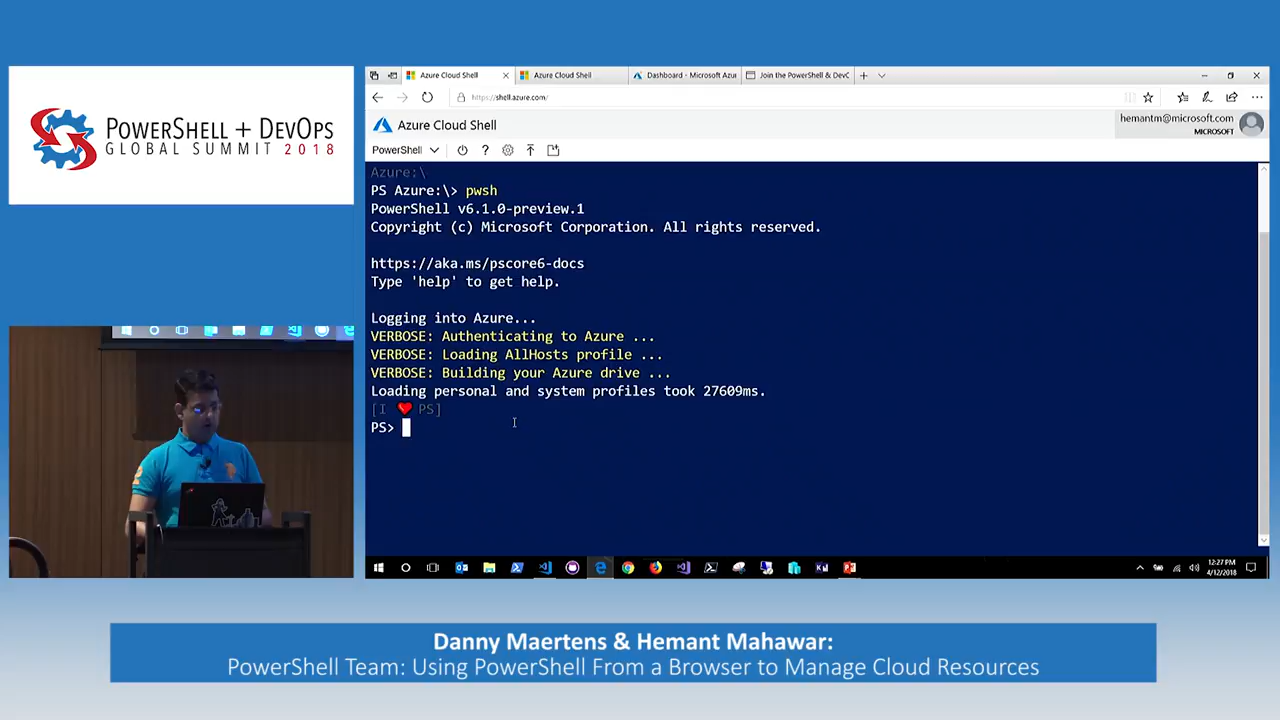 POWERSHELL + DEVOPS
GLOBAL SUMMIT 2018
Azure Cloud Shell
Azure Cloud Shell
Dashboard - Microsoft Azur
Join the PowerShell & DevC
https://shell.azure.com/
Azure Cloud Shell
hemantm@microsoft.com
MICROSOFT
PowerShell
Azure:\
PS Azure:\> pwsh
PowerShell v6.1.0-preview.1
Copyright (c) Microsoft Corporation. All rights reserved.
https://aka.ms/pscore6-docs
Type 'help' to get help.
Logging into Azure...
VERBOSE: Authenticating to Azure ...
VERBOSE: Loading AllHosts profile ...
VERBOSE: Building your Azure drive ...
Loading personal and system profiles took 27609ms.
[I ❤ PS]
PS>
12:27 PM
4/12/2018
Danny Maertens & Hemant Mahawar:
PowerShell Team: Using PowerShell From a Browser to Manage Cloud Resources